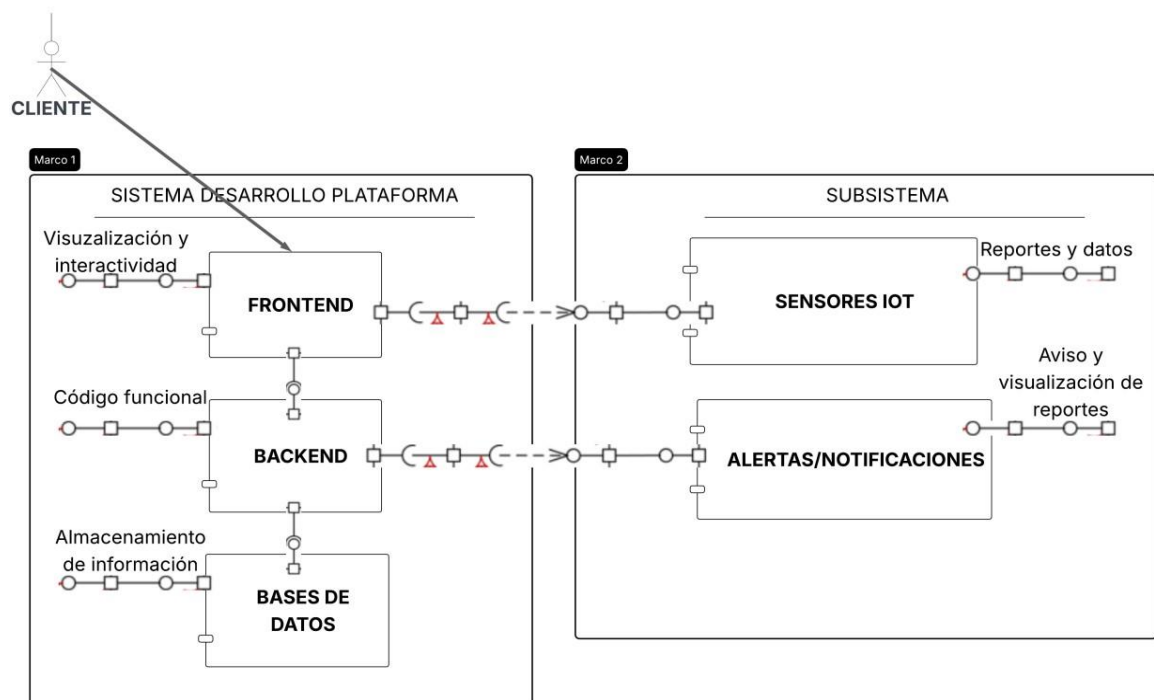 CLIENTE
Marco 1
SISTEMA DESARROLLO PLATAFORMA
Visuzalización y
interactividad
FRONTEND
Código funcional
BACKEND
Almacenamiento
de información
BASES DE
DATOS
Marco 2
SUBSISTEMA
SENSORES IOT
Reportes y datos
Aviso y
visualización de
reportes
ALERTAS/NOTIFICACIONES